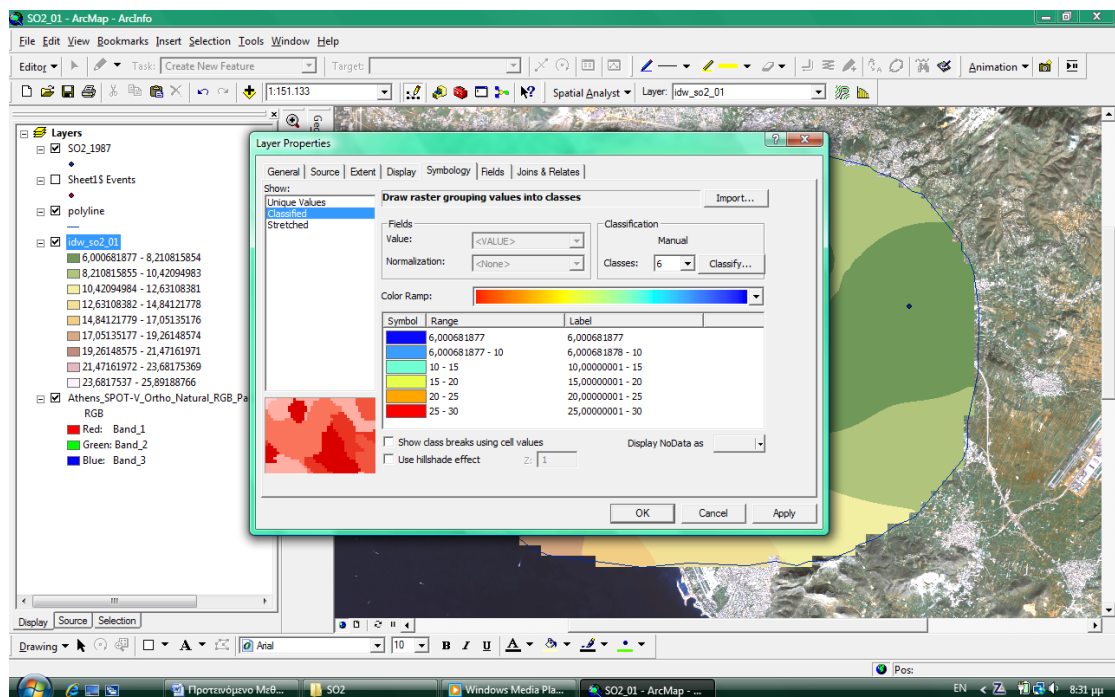 SO2_01 - ArcMap - ArcInfo
File Edit View Bookmarks Insert Selection Tools Window Help
Editor Task: Create New Feature Target: Animation
1:151.133 Spatial Analyst Layer: idw_so2_01
Layers
SO2_1987
Sheet1$ Events
polyline
idw_so2_01
6,000681877 - 8,210815854
8,210815855 - 10,42094983
10,42094984 - 12,63108381
12,63108382 - 14,84121778
14,84121779 - 17,05135176
17,05135177 - 19,26148574
19,26148575 - 21,47161971
21,47161972 - 23,68175369
23,6817537 - 25,89188766
Athens_SPOT-V_Ortho_Natural_RGB_Pa
RGB
Red: Band_1
Green: Band_2
Blue: Band_3
Display Source Selection
Layer Properties
General Source Extent Display Symbology Fields Joins & Relates
Show:
Unique Values
Classified
Stretched
Draw raster grouping values into classes
Import...
Fields
Value: <VALUE>
Normalization: <None>
Classification
Manual
Classes: 6 Classify...
Color Ramp:
Symbol Range Label
6,000681877 6,000681877
6,000681877 - 10 6,000681878 - 10
10 - 15 10,00000001 - 15
15 - 20 15,00000001 - 20
20 - 25 20,00000001 - 25
25 - 30 25,00000001 - 30
Show class breaks using cell values
Display NoData as
Use hillshade effect Z: 1
OK Cancel Apply
Drawing A Arial 10 B I U A
Pos:
Προτεινόμενο Μεθ... SO2 Windows Media Pla... SO2_01 - ArcMap - ... EN 8:31 μμ